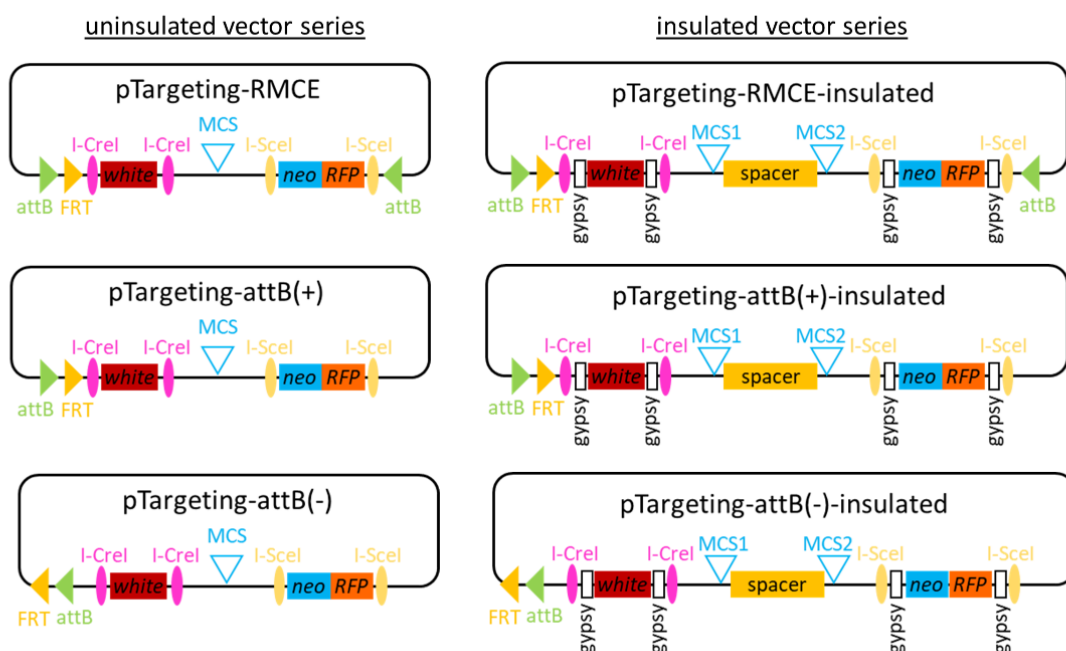 uninsulated vector series
pTargeting-RMCE
I-CreI I-CreI MCS I-SceI I-SceI
white neo RFP
attB FRT attB
pTargeting-attB(+)
I-CreI I-CreI MCS I-SceI I-SceI
white neo RFP
attB FRT
pTargeting-attB(-)
I-CreI I-CreI MCS I-SceI I-SceI
white neo RFP
FRT attB
insulated vector series
pTargeting-RMCE-insulated
I-CreI I-CreI MCS1 MCS2 I-SceI I-SceI
white spacer neo RFP
attB FRT gypsy gypsy gypsy gypsy attB
pTargeting-attB(+)-insulated
I-CreI I-CreI MCS1 MCS2 I-SceI I-SceI
white spacer neo RFP
attB FRT gypsy gypsy gypsy gypsy
pTargeting-attB(-)-insulated
I-CreI I-CreI MCS1 MCS2 I-SceI I-SceI
white spacer neo RFP
FRT attB gypsy gypsy gypsy gypsy